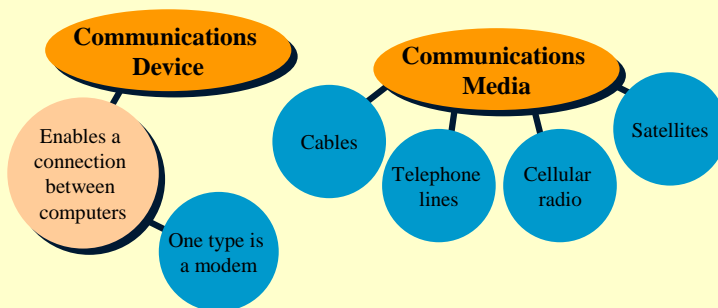 Communications
Device
Enables a
connection
between
computers
One type is
a modem
Communications
Media
Cables
Telephone
lines
Cellular
radio
Satellites